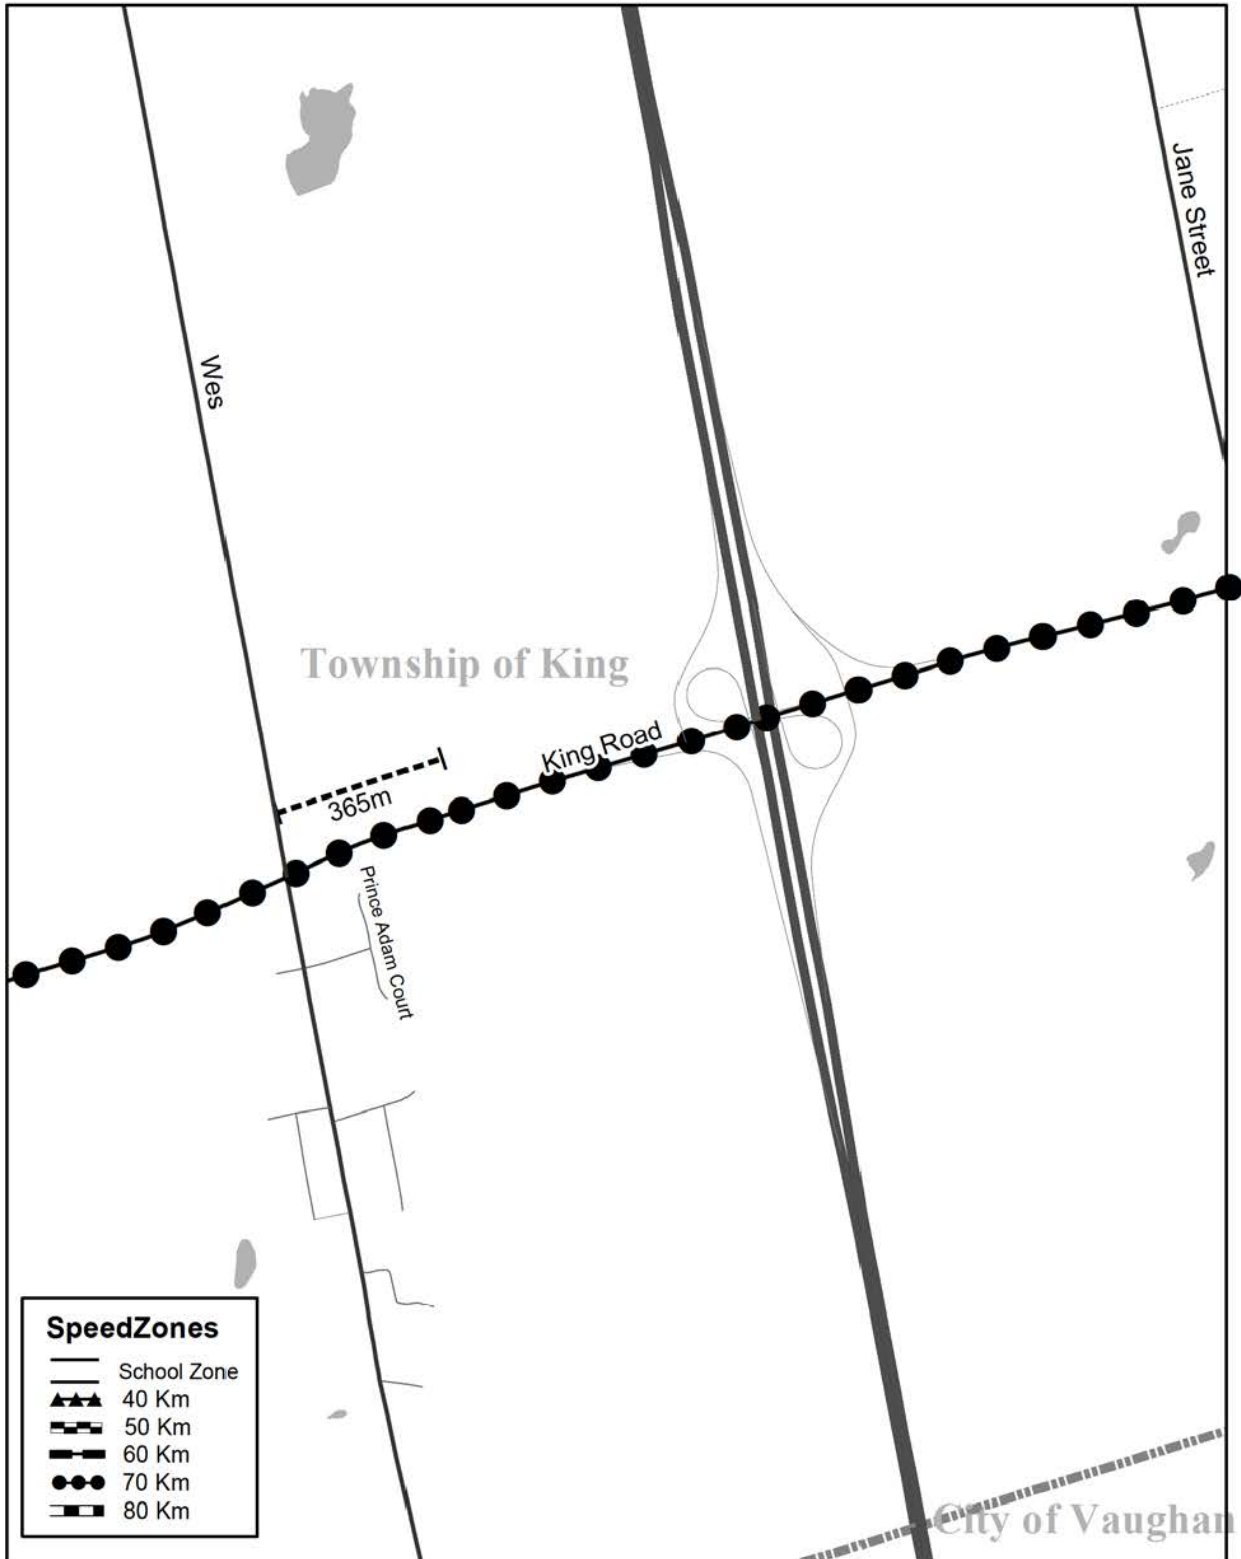 Jane Street
Wes
Township of King
King Road
365m
Prince Adam Court
SpeedZones
School Zone
40 Km
50 Km
60 Km
70 Km
80 Km
City of Vaughan